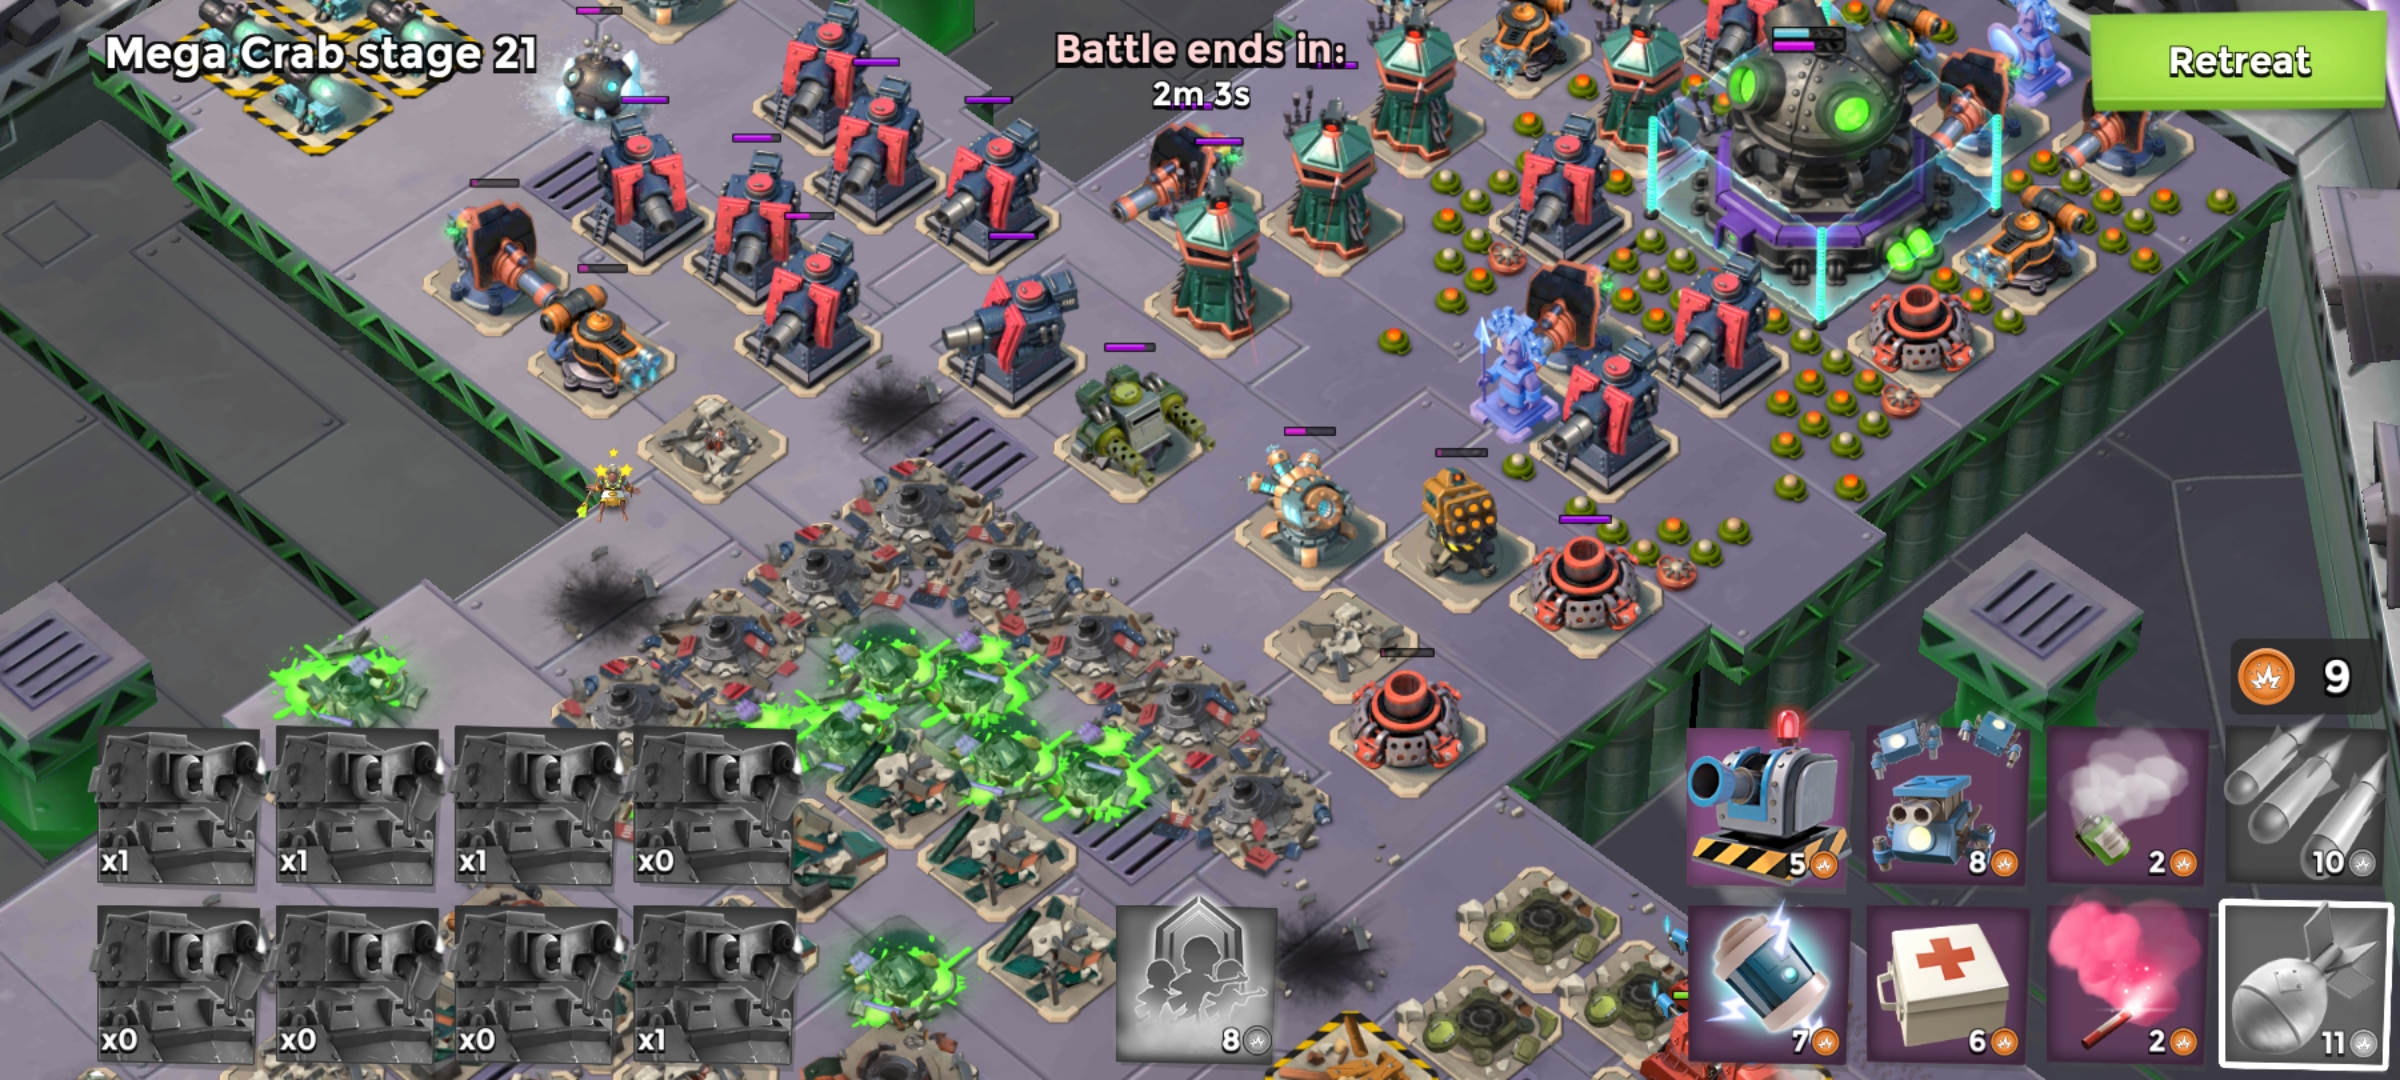 Mega Crab stage 21
Battle ends in:
2m 3s
Retreat
9
x1
x1
x1
x0
5
8
2
10
x0
x0
x0
x1
8
7
6
2
11